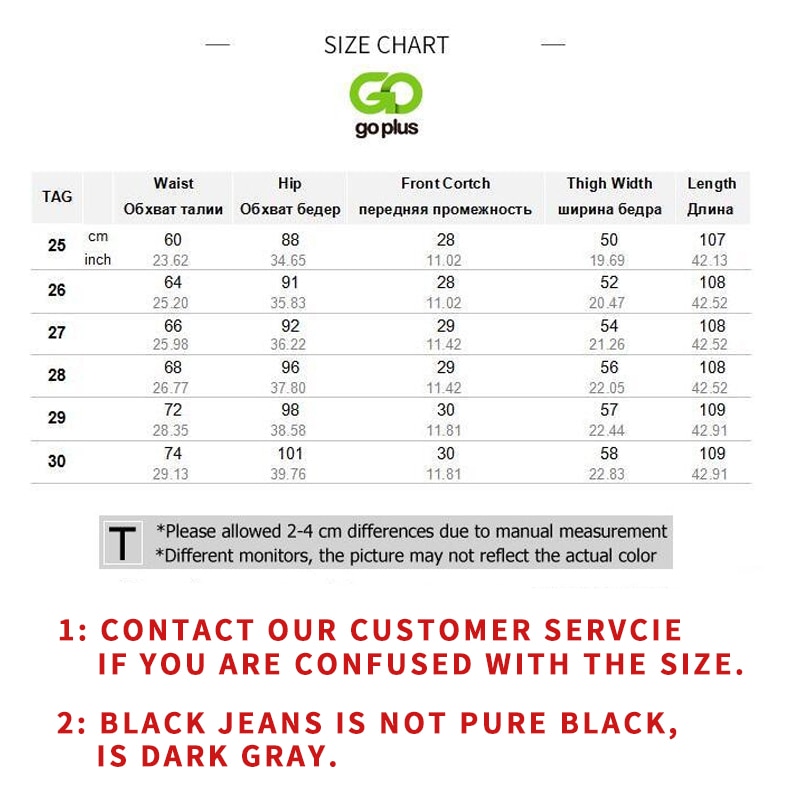 SIZE CHART
GO
go plus
TAG Waist Hip Front Cortch Thigh Width Length
Обхват талии Обхват бедер передняя промежность ширина бедра Длина
25 cm 60 88 28 50 107
inch 23.62 34.65 11.02 19.69 42.13
26 64 91 28 52 108
25.20 35.83 11.02 20.47 42.52
27 66 92 29 54 108
25.98 36.22 11.42 21.26 42.52
28 68 96 29 56 108
26.77 37.80 11.42 22.05 42.52
29 72 98 30 57 109
28.35 38.58 11.81 22.44 42.91
30 74 101 30 58 109
29.13 39.76 11.81 22.83 42.91
T *Please allowed 2-4 cm differences due to manual measurement
*Different monitors, the picture may not reflect the actual color
1: CONTACT OUR CUSTOMER SERVCIE
IF YOU ARE CONFUSED WITH THE SIZE.
2: BLACK JEANS IS NOT PURE BLACK,
IS DARK GRAY.